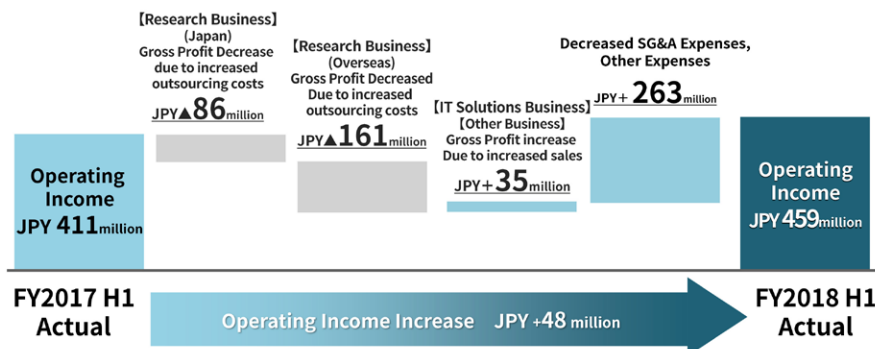 【Research Business】
(Japan)
Gross Profit Decrease
due to increased
outsourcing costs
JPY▲86million
【Research Business】
(Overseas)
Gross Profit Decreased
Due to increased
outsourcing costs
JPY▲161million
【IT Solutions Business】
【Other Business】
Gross Profit increase
Due to increased sales
JPY+35million
Decreased SG&A Expenses,
Other Expenses
JPY+263million
Operating
Income
JPY 411million
Operating
Income
JPY 459million
FY2017 H1
Actual
Operating Income Increase JPY +48 million
FY2018 H1
Actual